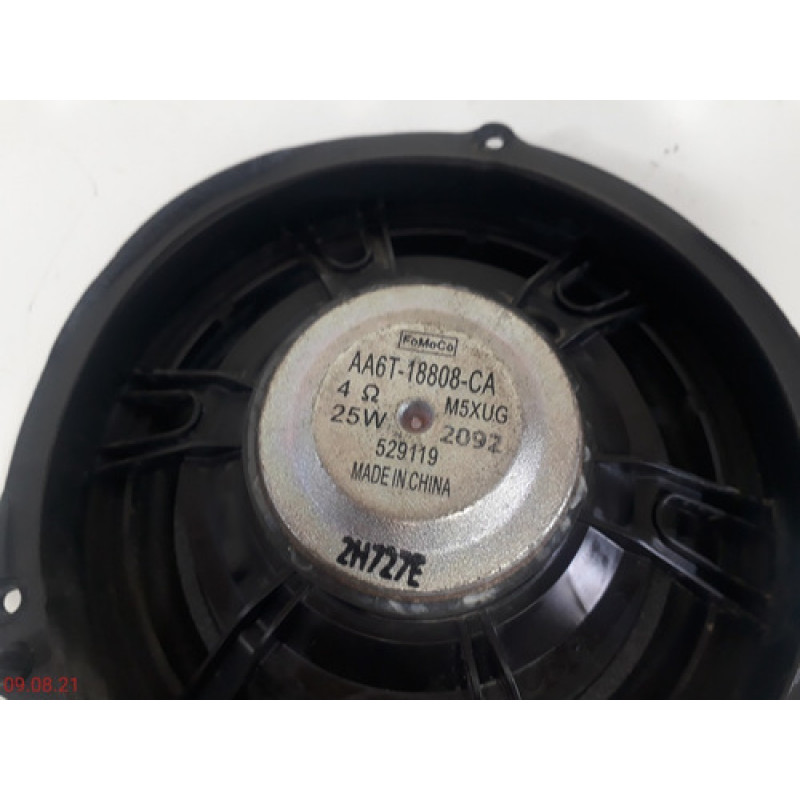 FoMoCo
AA6T-18808-CA
4 Ω M5XUG
25W 2092
529119
MADE IN CHINA
2H727E
09.08.21